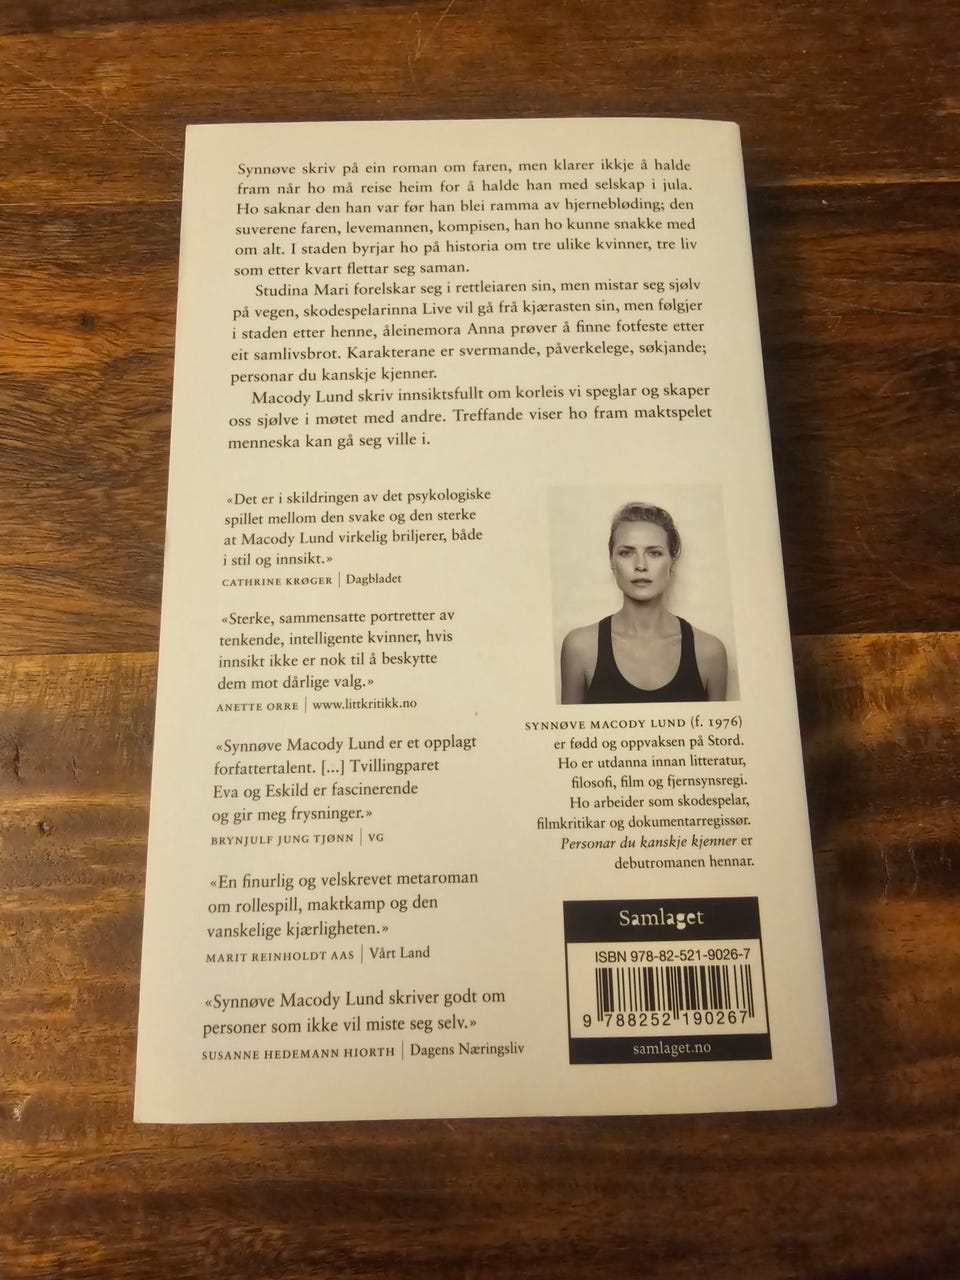 Synnøve skriv på ein roman om faren, men klarer ikkje å halde
fram når ho må reise heim for å halde han med selskap i jula.
Ho saknar den han var før han blei ramma av hjernebløding; den
suverene faren, levemannen, kompisen, han ho kunne snakke med
om alt. I staden byrjar ho på historia om tre ulike kvinner, tre liv
som etter kvart flettar seg saman.
Studina Mari forelskar seg i rettleiaren sin, men mistar seg sjølv
på vegen, skodespelarinna Live vil gå frå kjærasten sin, men følgjer
i staden etter henne, åleinemora Anna prøver å finne fotfeste etter
eit samlivsbrot. Karakterane er svermande, påverkelege, søkjande;
personar du kanskje kjenner.
Macody Lund skriv innsiktsfullt om korleis vi speglar og skaper
oss sjølve i møtet med andre. Treffande viser ho fram maktspelet
menneska kan gå seg ville i.
«Det er i skildringen av det psykologiske
spillet mellom den svake og den sterke
at Macody Lund virkelig briljerer, både
i stil og innsikt.»
CATHRINE KRØGER | Dagbladet
«Sterke, sammensatte portretter av
tenkende, intelligente kvinner, hvis
innsikt ikke er nok til å beskytte
dem mot dårlige valg.»
ANETTE ORRE | www.littkritikk.no
«Synnøve Macody Lund er et opplagt
forfattertalent. [...] Tvillingparet
Eva og Eskild er fascinerende
og gir meg frysninger.»
BRYNJULF JUNG TJØNN | VG
«En finurlig og velskrevet metaroman
om rollespill, maktkamp og den
vanskelige kjærligheten.»
MARIT REINHOLDT AAS | Vårt Land
«Synnøve Macody Lund skriver godt om
personer som ikke vil miste seg selv.»
SUSANNE HEDEMANN HIORTH | Dagens Næringsliv
SYNNØVE MACODY LUND (f. 1976)
er fødd og oppvaksen på Stord.
Ho er utdanna innan litteratur,
filosofi, film og fjernsynsregi.
Ho arbeider som skodespelar,
filmkritikar og dokumentarregissør.
Personar du kanskje kjenner er
debutromanen hennar.
Samlaget
ISBN 978-82-521-9026-7
9 788252 190267
samlaget.no